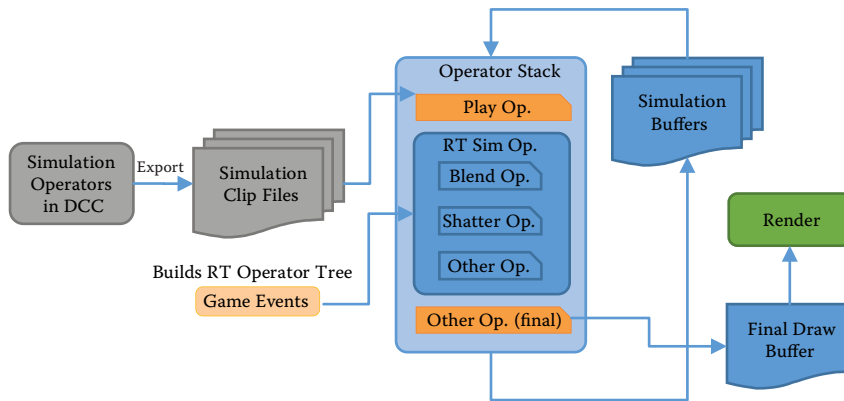 Operator Stack
Play Op.
RT Sim Op.
Blend Op.
Shatter Op.
Other Op.
Other Op. (final)
Simulation
Operators
in DCC
Export
Simulation
Clip Files
Builds RT Operator Tree
Game Events
Simulation
Buffers
Render
Final Draw
Buffer